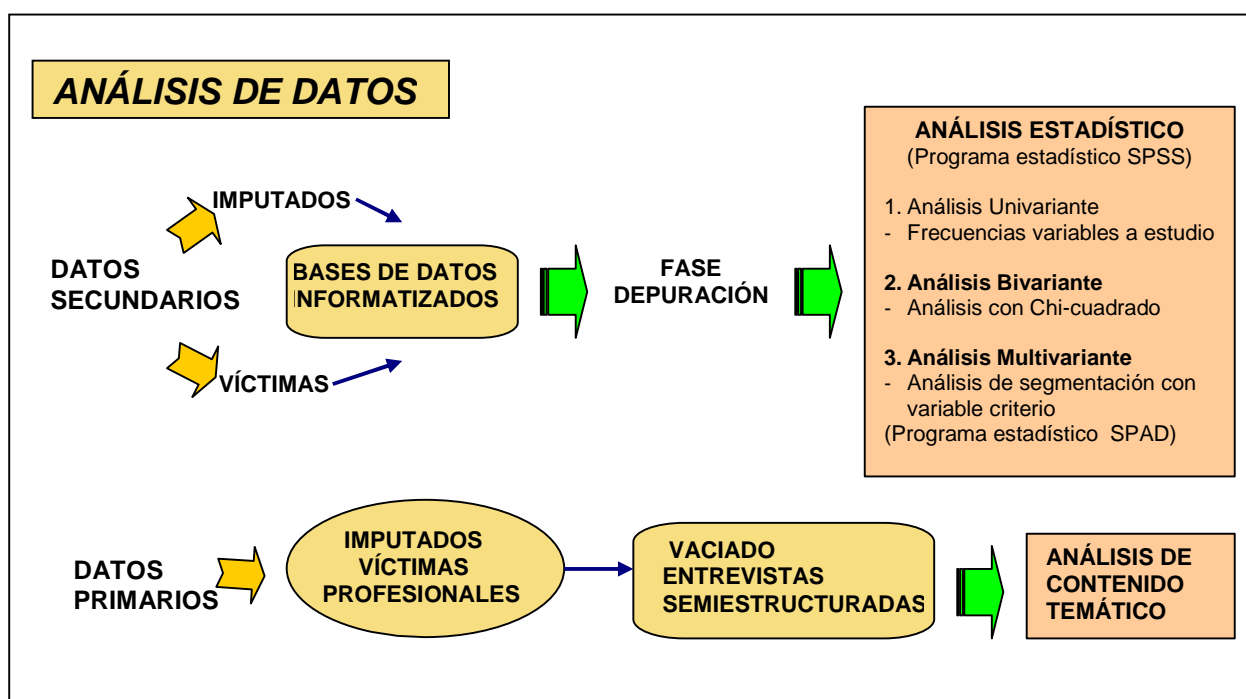 ANÁLISIS DE DATOS
DATOS
SECUNDARIOS
IMPUTADOS
VÍCTIMAS
BASES DE DATOS
INFORMATIZADOS
FASE
DEPURACIÓN
ANÁLISIS ESTADÍSTICO
(Programa estadístico SPSS)
1. Análisis Univariante
- Frecuencias variables a estudio
2. Análisis Bivariante
- Análisis con Chi-cuadrado
3. Análisis Multivariante
- Análisis de segmentación con
variable criterio
(Programa estadístico SPAD)
DATOS
PRIMARIOS
IMPUTADOS
VÍCTIMAS
PROFESIONALES
VACIADO
ENTREVISTAS
SEMIESTRUCTURADAS
ANÁLISIS DE
CONTENIDO
TEMÁTICO